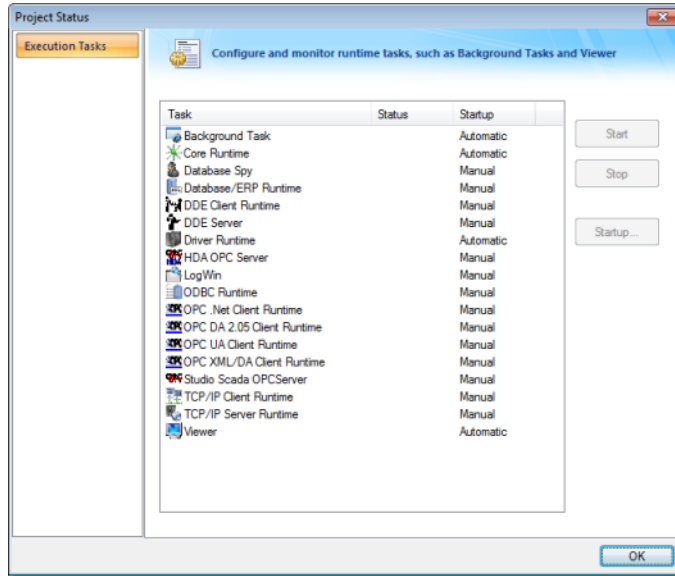 Project Status
Execution Tasks
Configure and monitor runtime tasks, such as Background Tasks and Viewer
Task Status Startup
Background Task Automatic
Core Runtime Automatic
Database Spy Manual
Database/ERP Runtime Manual
DDE Client Runtime Manual
DDE Server Manual
Driver Runtime Automatic
HDA OPC Server Manual
LogWin Manual
ODBC Runtime Manual
OPC .Net Client Runtime Manual
OPC DA 2.05 Client Runtime Manual
OPC UA Client Runtime Manual
OPC XML/DA Client Runtime Manual
Studio Scada OPCServer Manual
TCP/IP Client Runtime Manual
TCP/IP Server Runtime Manual
Viewer Automatic
Start
Stop
Startup...
OK